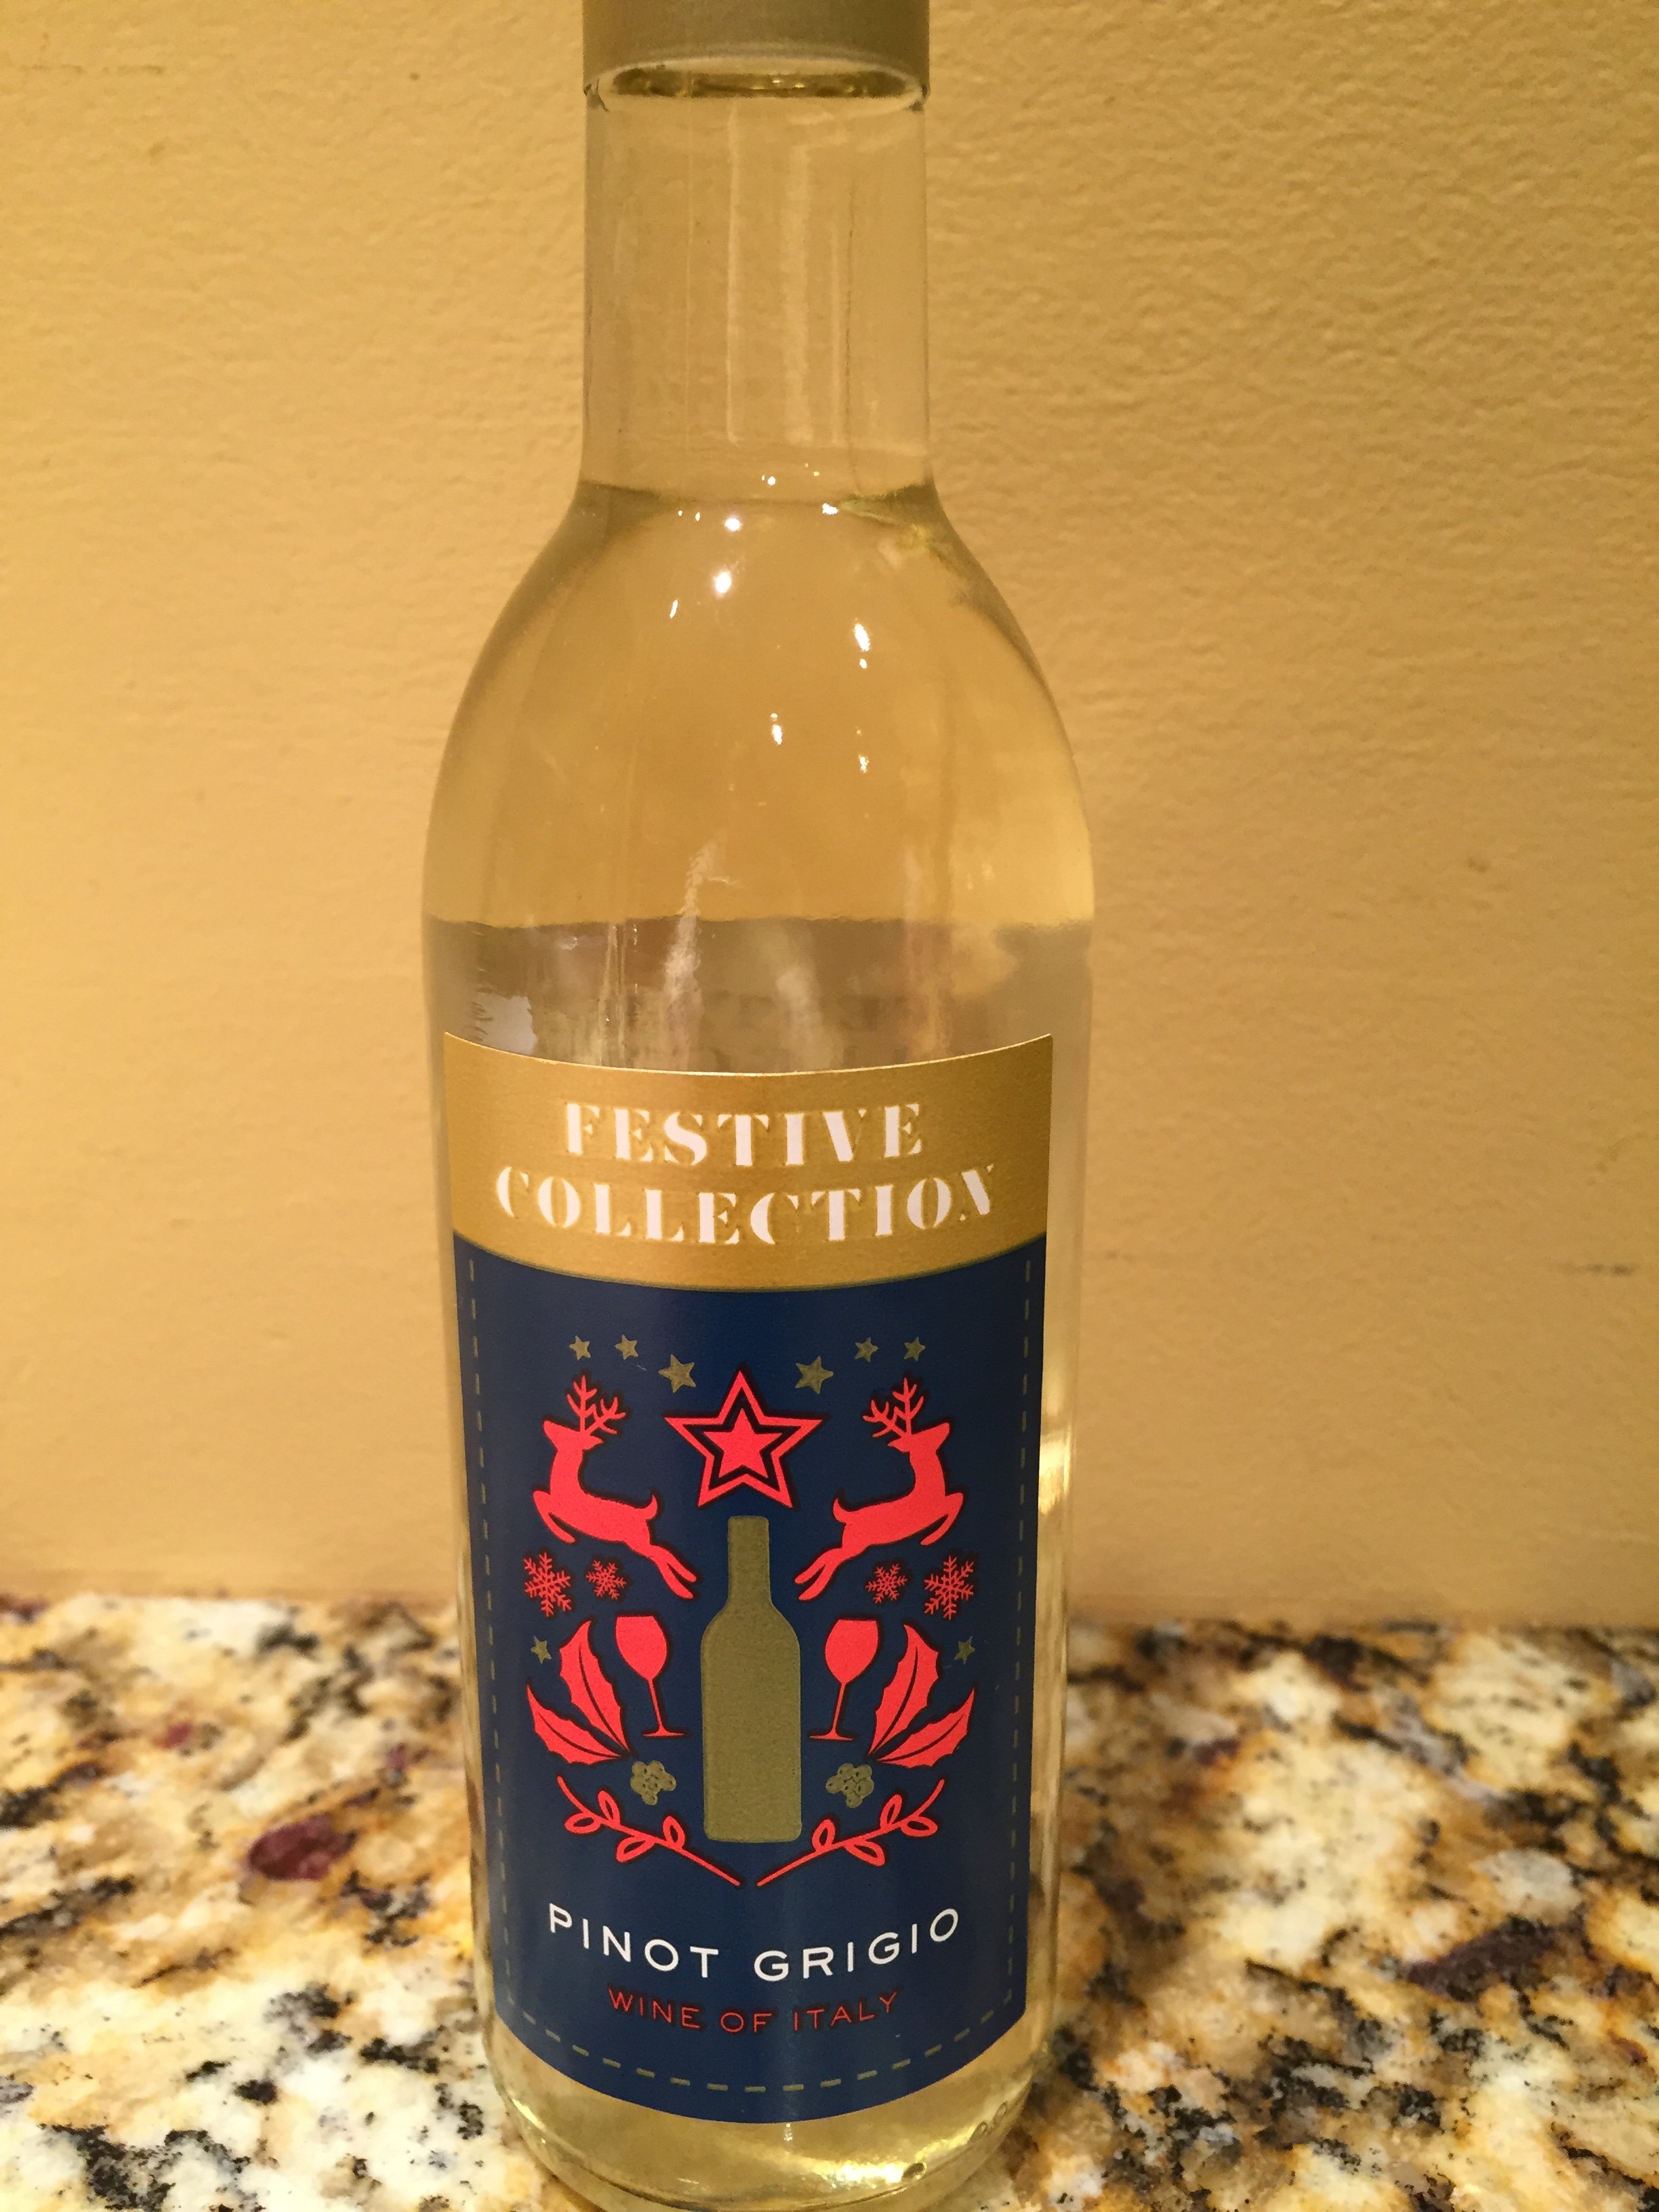 FESTIVE
COLLECTION
PINOT GRIGIO
WINE OF ITALY